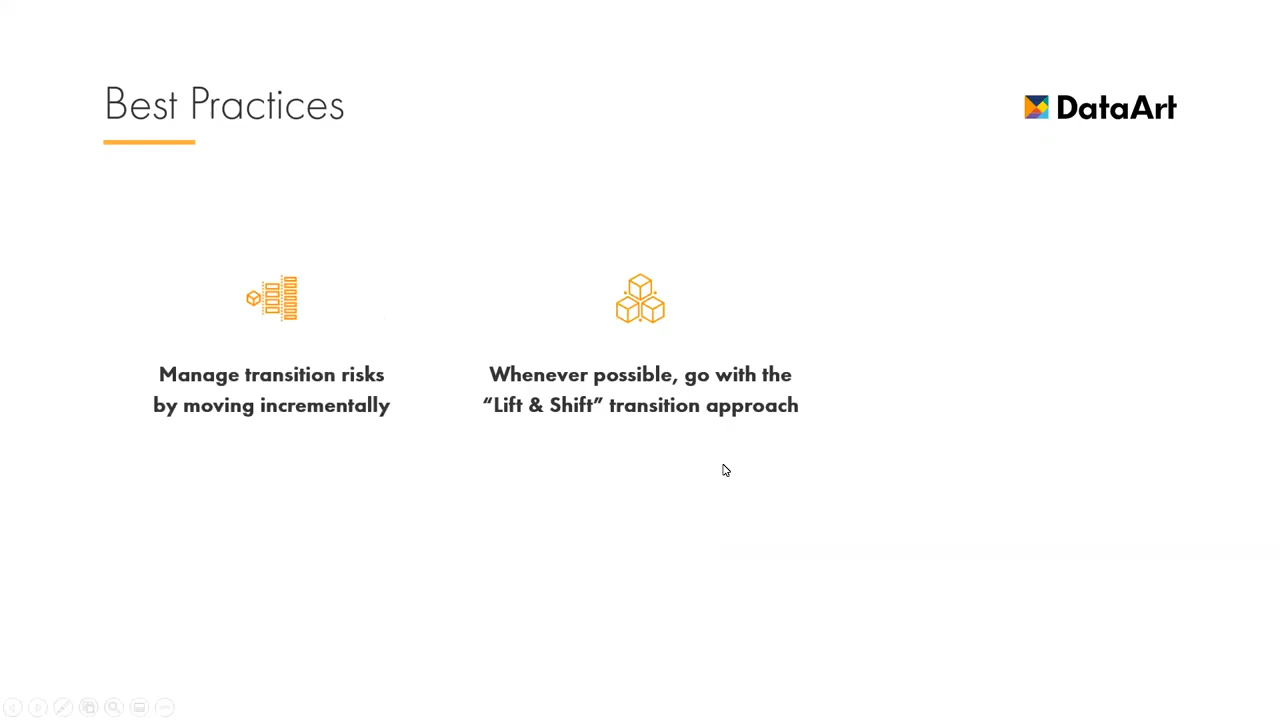 Best Practices
DataArt
Manage transition risks
by moving incrementally
Whenever possible, go with the
“Lift & Shift” transition approach